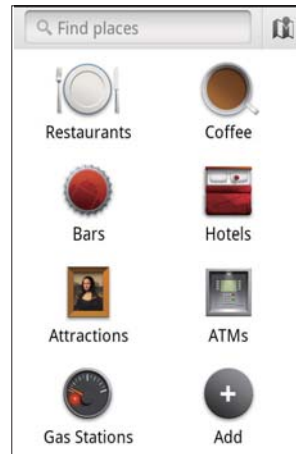 Find places
Restaurants
Coffee
Bars
Hotels
Attractions
ATMs
Gas Stations
Add